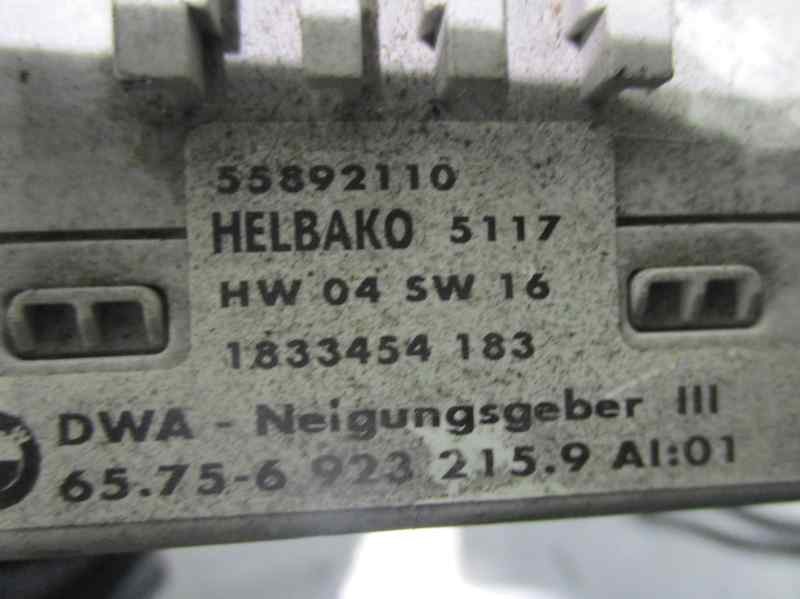 55892110
HELBAKO 5117
HW 04 SW 16
1833454 183
DWA - Neigungsgeber III
65.75-6 923 215.9 AI:01